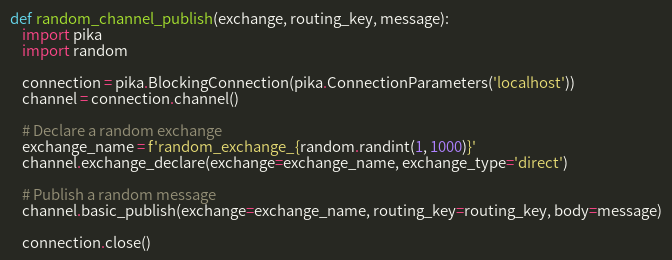 def random_channel_publish(exchange, routing_key, message):
    import pika
    import random

    connection = pika.BlockingConnection(pika.ConnectionParameters('localhost'))
    channel = connection.channel()

    # Declare a random exchange
    exchange_name = f'random_exchange_{random.randint(1, 1000)}'
    channel.exchange_declare(exchange=exchange_name, exchange_type='direct')

    # Publish a random message
    channel.basic_publish(exchange=exchange_name, routing_key=routing_key, body=message)

    connection.close()